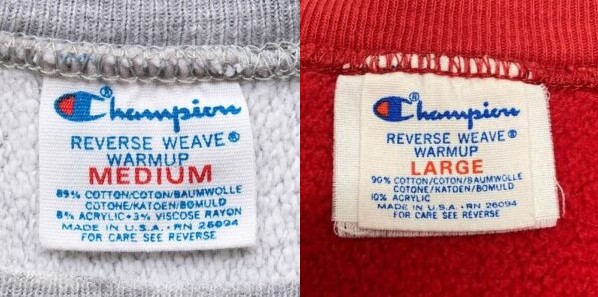 Champion®
REVERSE WEAVE®
WARMUP
MEDIUM
89% COTTON/COTON/BAUMWOLLE
COTONE/KATOEN/BOMULD
8% ACRYLIC • 3% VISCOSE RAYON
MADE IN U.S.A. • RN 26094
FOR CARE SEE REVERSE
Champion®
REVERSE WEAVE®
WARMUP
LARGE
90% COTTON/COTON/BAUMWOLLE
COTONE/KATOEN/BOMULD
10% ACRYLIC
MADE IN U.S.A. • RN 26094
FOR CARE SEE REVERSE